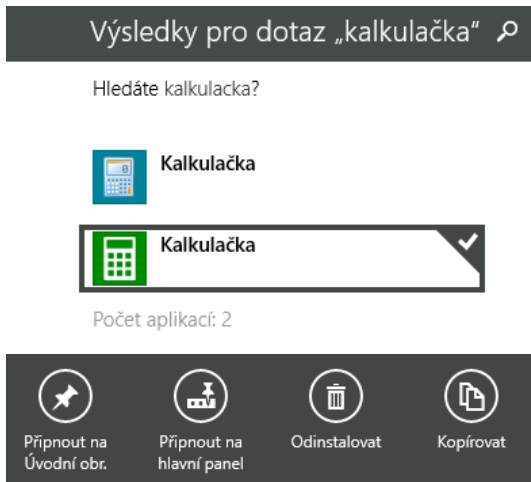 Výsledky pro dotaz „kalkulačka“
Hledáte kalkulacka?
Kalkulačka
Kalkulačka
Počet aplikací: 2
Připnout na
Úvodní obr.
Připnout na
hlavní panel
Odinstalovat
Kopírovat